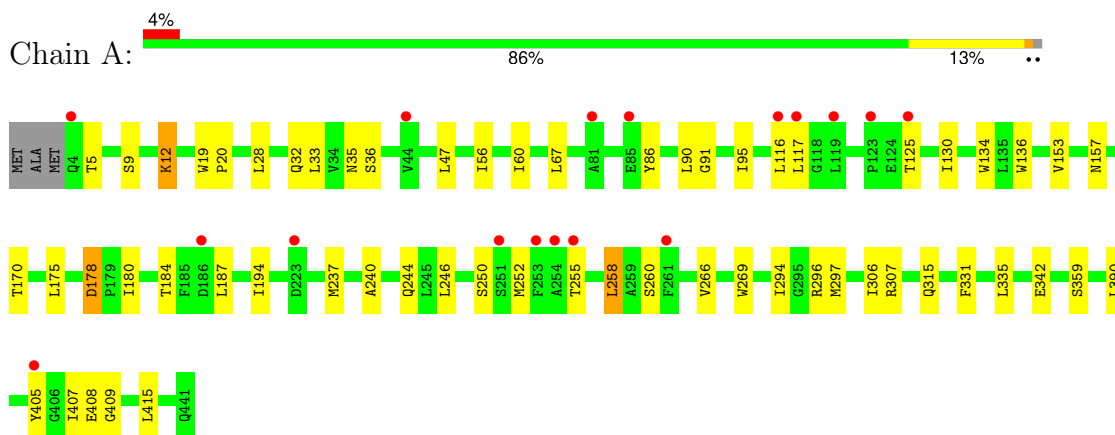 4%
Chain A:
86% 13% ••
MET ALA MET Q4 T5 S9 K12 W19 P20 L28 Q32 L33 V34 N35 S36 V44 L47 I56 I60 L67 A81 E85 Y86 L90 G91 I95 L116 L117 G118 L119 P123 E124 T125 I130 W134 L135 W136 V153 N157
T170 L175 D178 P179 I180 T184 F185 D186 L187 I194 D223 M237 A240 Q244 L245 L246 S250 S251 M252 F253 A254 T255 L258 A259 S260 F261 V266 W269 I294 G295 R296 M297 I306 R307 Q315 F331 L335 E342 S359 L399
Y405 G406 I407 E408 G409 L415 Q441